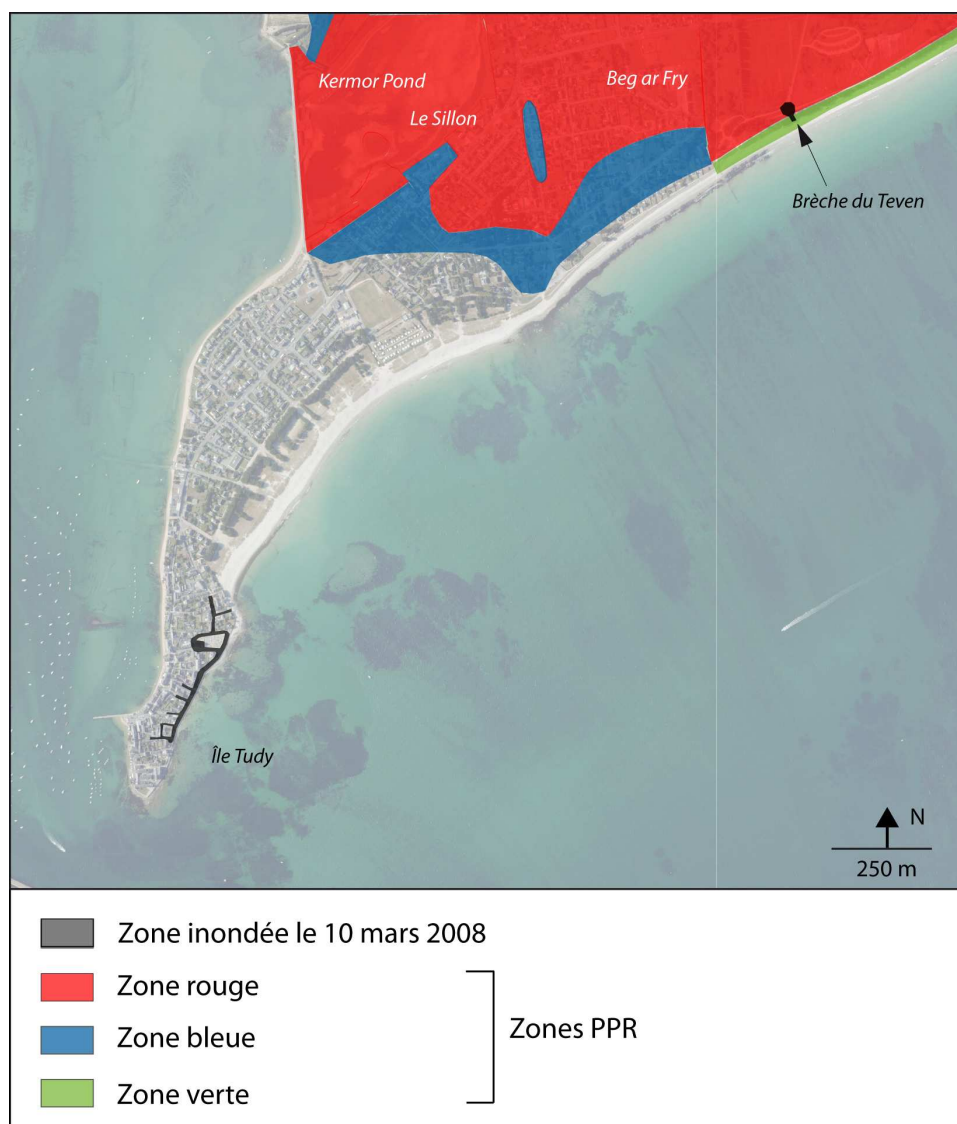 Kermor Pond
Beg ar Fry
Le Sillon
Brèche du Teven
Île Tudy
N
250 m
Zone inondée le 10 mars 2008
Zone rouge
Zone bleue
Zones PPR
Zone verte